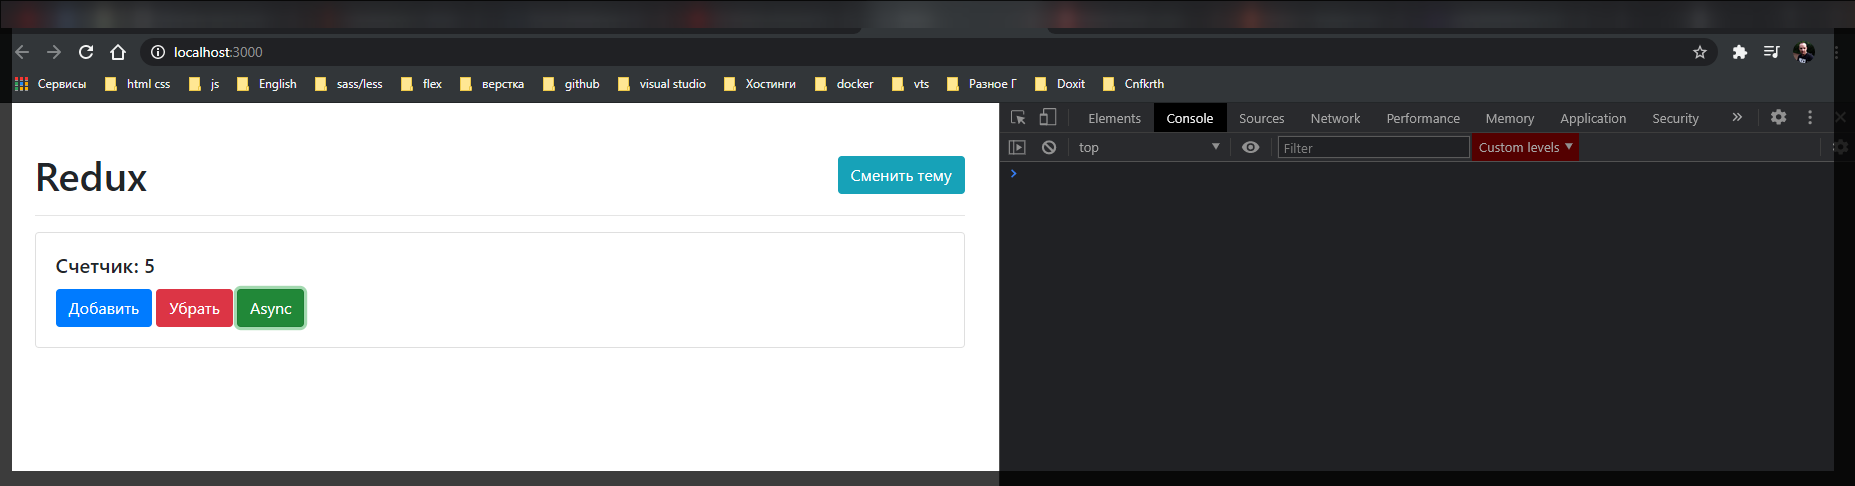 localhost:3000
Сервисы html css js English sass/less flex верстка github visual studio Хостинги docker vts Разное Г Doxit Cnfkrth
Elements Console Sources Network Performance Memory Application Security »
top Filter Custom levels
Redux
Сменить тему
Счетчик: 5
Добавить Убрать Async